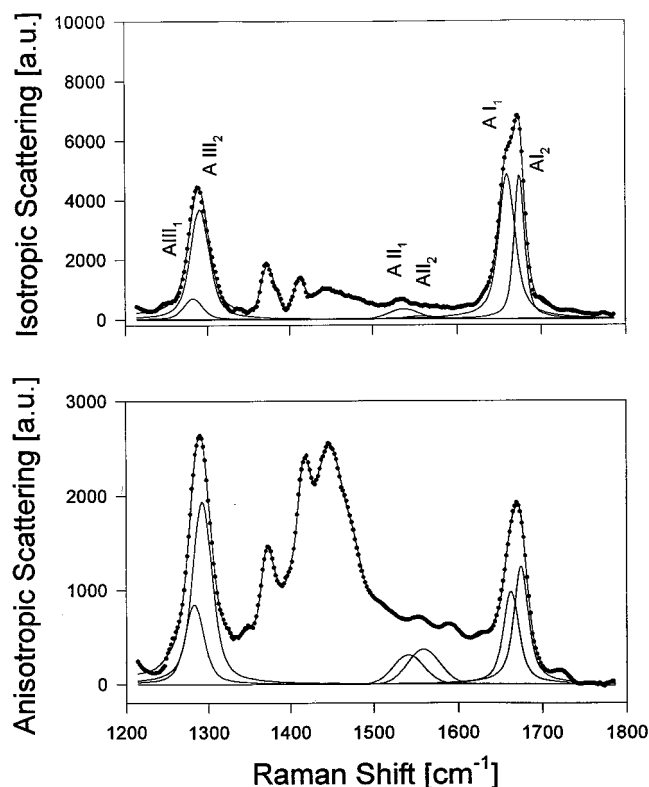 Isotropic Scattering [a.u.]
10000
8000
6000
4000
2000
0
AIII₁
A III₂
A II₁
AII₂
A I₁
AI₂
Anisotropic Scattering [a.u.]
3000
2000
1000
0
1200 1300 1400 1500 1600 1700 1800
Raman Shift [cm⁻¹]